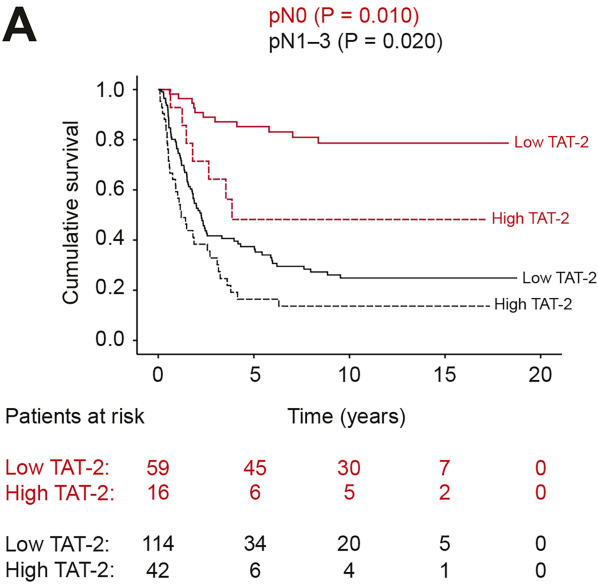 A
pN0 (P = 0.010)
pN1–3 (P = 0.020)
Cumulative survival
1.0
0.8
0.6
0.4
0.2
0.0
Low TAT-2
High TAT-2
Low TAT-2
High TAT-2
0 5 10 15 20
Patients at risk Time (years)
Low TAT-2: 59 45 30 7 0
High TAT-2: 16 6 5 2 0
Low TAT-2: 114 34 20 5 0
High TAT-2: 42 6 4 1 0